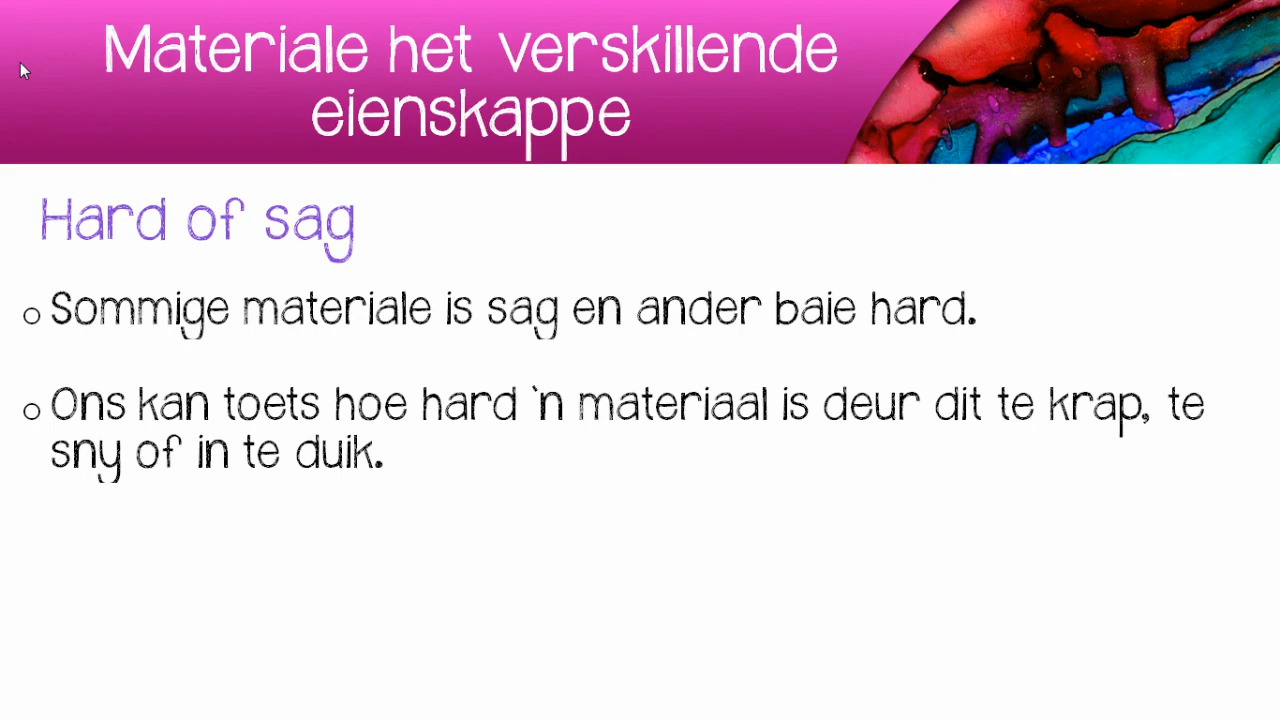 Materiale het verskillende
eienskappe
Hard of sag
o Sommige materiale is sag en ander baie hard.
o Ons kan toets hoe hard 'n materiaal is deur dit te krap, te
sny of in te duik.